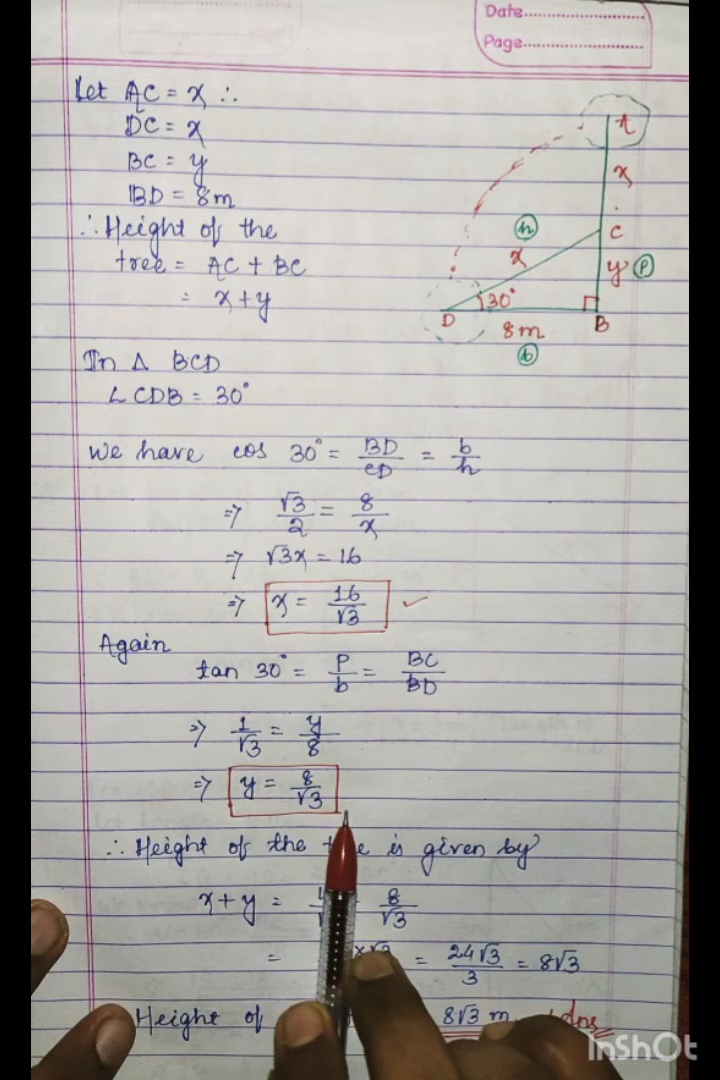 Date
Page
Let AC = x ∴
DC = x
BC = y
BD = 8m
∴ Height of the
tree = AC + BC
= x + y
A
x
C
h
x
y P
30°
D
8 m
B
b
In Δ BCD
∠CDB = 30°
We have cos 30° = BD/CD = b/h
=> √3/2 = 8/x
=> √3x = 16
=> x = 16/√3 ✓
Again
tan 30° = P/b = BC/BD
=> 1/√3 = y/8
=> y = 8/√3
∴ Height of the is given by
x + y = 8/√3
= x√3 = 24√3/3 = 8√3
Height of 8√3 m Ans
InShOt